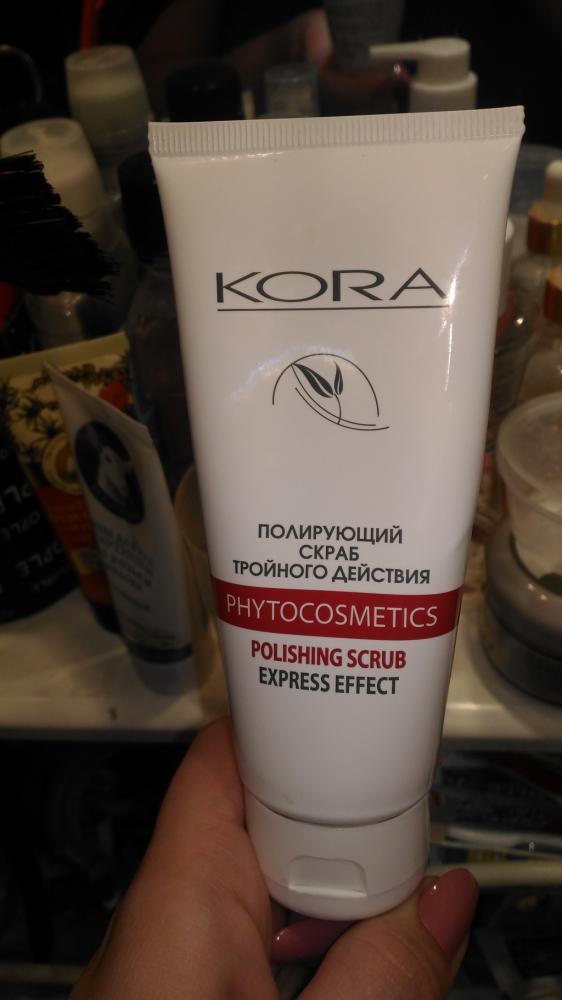 KORA
ПОЛИРУЮЩИЙ
СКРАБ
ТРОЙНОГО ДЕЙСТВИЯ
PHYTOCOSMETICS
POLISHING SCRUB
EXPRESS EFFECT